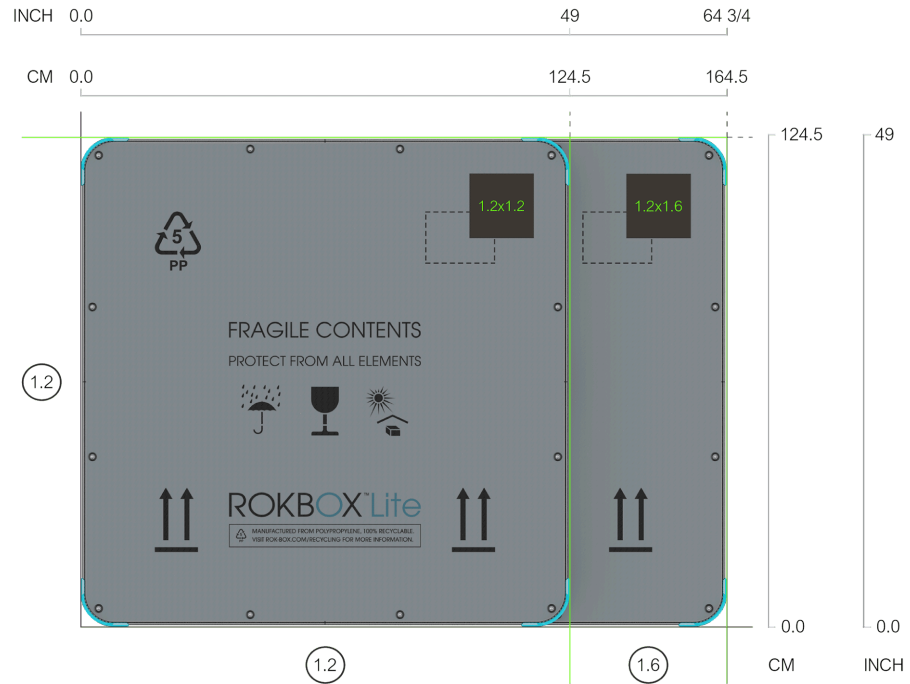 INCH 0.0 49 64 3/4
CM 0.0 124.5 164.5
124.5 49
1.2x1.2 1.2x1.6
5
PP
FRAGILE CONTENTS
PROTECT FROM ALL ELEMENTS
1.2
ROKBOX™Lite
MANUFACTURED FROM POLYPROPYLENE, 100% RECYCLABLE.
VISIT ROK-BOX.COM/RECYCLING FOR MORE INFORMATION.
0.0 0.0
1.2 1.6 CM INCH